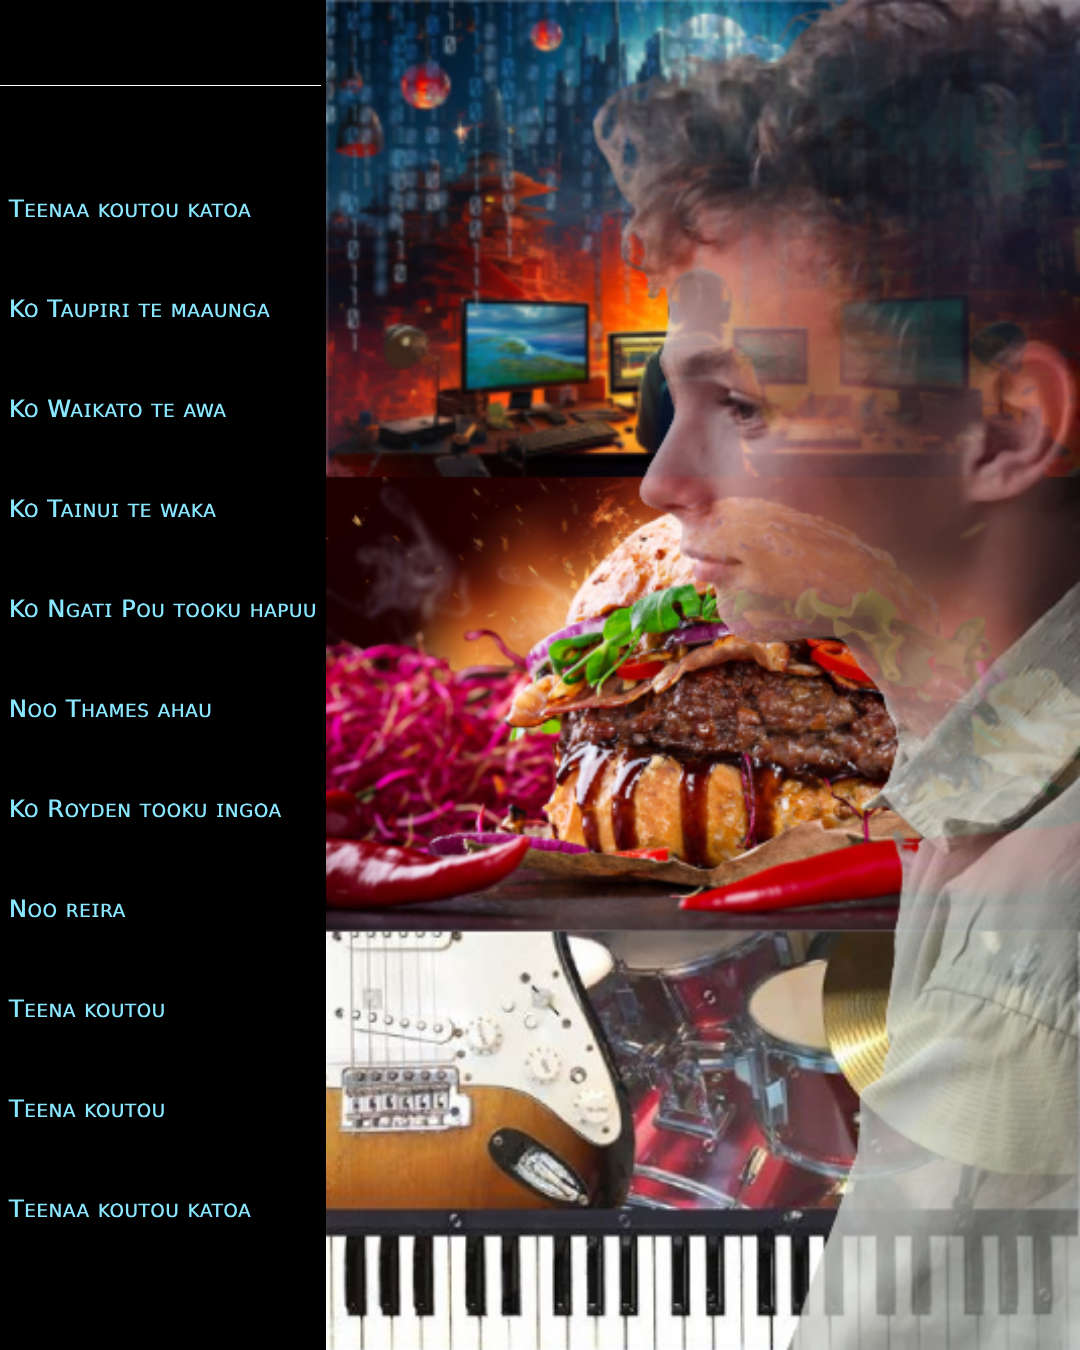 Teenaa koutou katoa
Ko Taupiri te maaunga
Ko Waikato te awa
Ko Tainui te waka
Ko Ngati Pou tooku hapuu
Noo Thames ahau
Ko Royden tooku ingoa
Noo reira
Teena koutou
Teena koutou
Teenaa koutou katoa